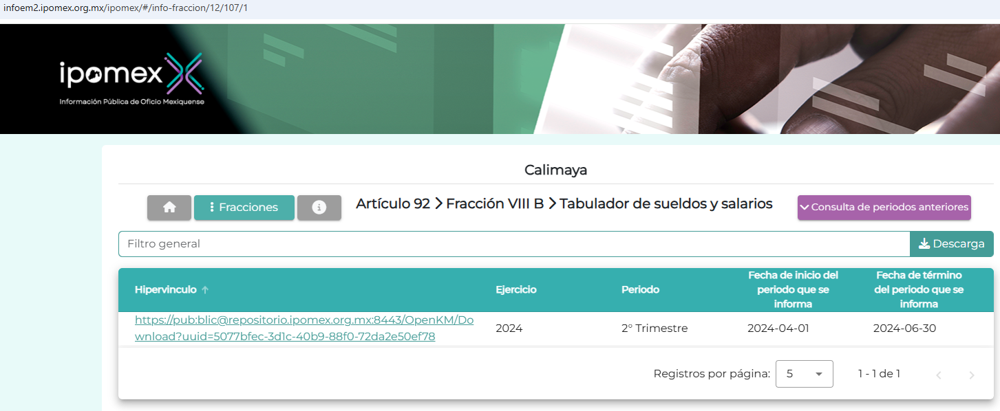 infoem2.ipomex.org.mx/ipomex/#/info-fraccion/12/107/1
ipomex
Información Pública de Oficio Mexiquense
Calimaya
Fracciones
Artículo 92 > Fracción VIII B > Tabulador de sueldos y salarios
Consulta de periodos anteriores
Filtro general
Descarga
Hipervinculo ↑
Ejercicio
Periodo
Fecha de inicio del
periodo que se
informa
Fecha de término
del periodo que se
informa
https://pub:blic@repositorio.ipomex.org.mx:8443/OpenKM/Do
wnload?uuid=5077bfec-3d1c-40b9-88f0-72da2e50ef78
2024
2° Trimestre
2024-04-01
2024-06-30
Registros por página:
5
1 - 1 de 1